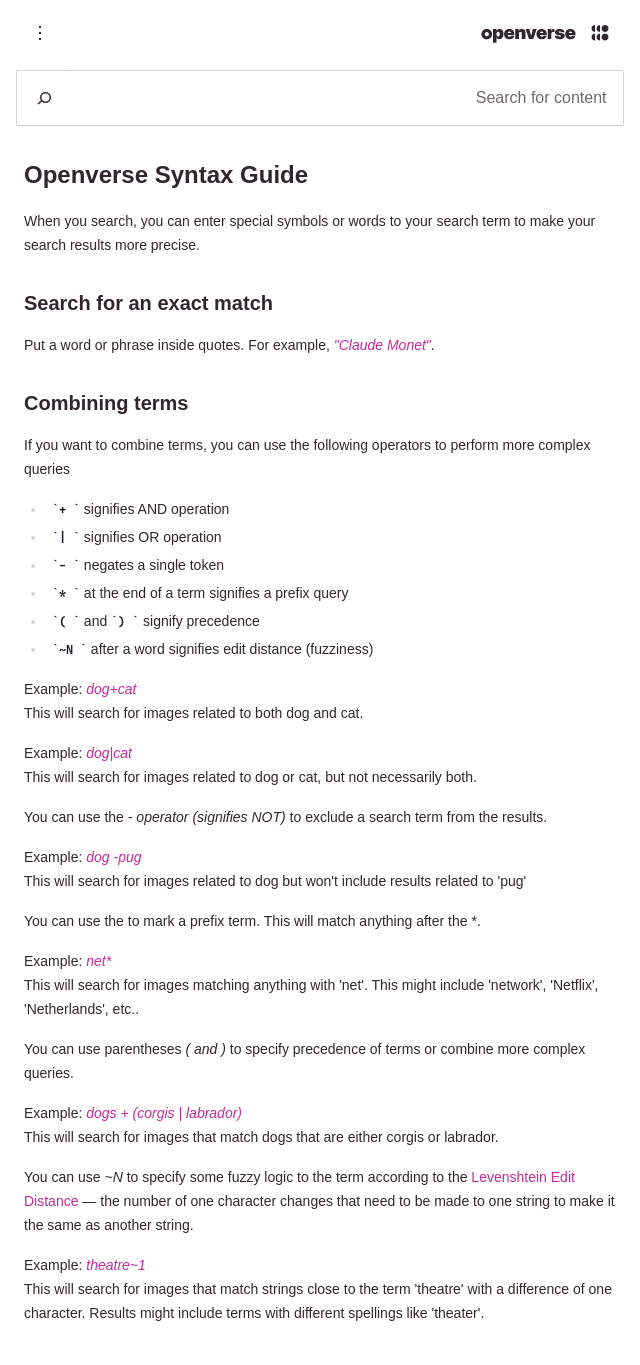 openverse
Search for content
Openverse Syntax Guide
When you search, you can enter special symbols or words to your search term to make your
search results more precise.
Search for an exact match
Put a word or phrase inside quotes. For example, "Claude Monet".
Combining terms
If you want to combine terms, you can use the following operators to perform more complex
queries
`+ ` signifies AND operation
`| ` signifies OR operation
`- ` negates a single token
`* ` at the end of a term signifies a prefix query
`( ` and `) ` signify precedence
`~N ` after a word signifies edit distance (fuzziness)
Example: dog+cat
This will search for images related to both dog and cat.
Example: dog|cat
This will search for images related to dog or cat, but not necessarily both.
You can use the - operator (signifies NOT) to exclude a search term from the results.
Example: dog -pug
This will search for images related to dog but won't include results related to 'pug'
You can use the to mark a prefix term. This will match anything after the *.
Example: net*
This will search for images matching anything with 'net'. This might include 'network', 'Netflix',
'Netherlands', etc..
You can use parentheses ( and ) to specify precedence of terms or combine more complex
queries.
Example: dogs + (corgis | labrador)
This will search for images that match dogs that are either corgis or labrador.
You can use ~N to specify some fuzzy logic to the term according to the Levenshtein Edit
Distance — the number of one character changes that need to be made to one string to make it
the same as another string.
Example: theatre~1
This will search for images that match strings close to the term 'theatre' with a difference of one
character. Results might include terms with different spellings like 'theater'.